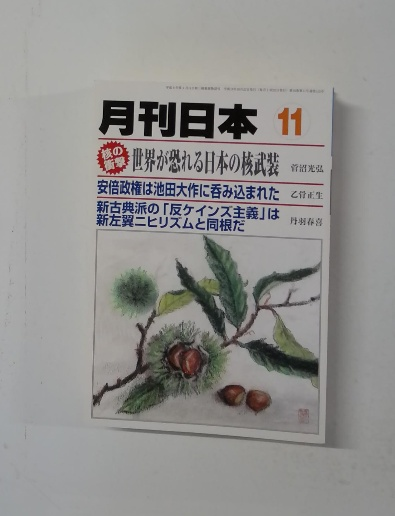 月刊日本 11
核の
衝撃
世界が恐れる日本の核武装 菅沼光弘
安倍政権は池田大作に呑み込まれた 乙骨正生
新古典派の「反ケインズ主義」は
新左翼ニヒリズムと同根だ 丹羽春喜